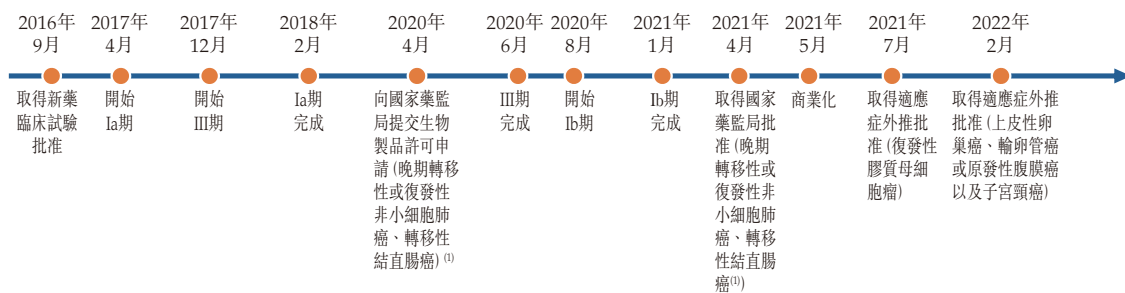 2016年
9月
2017年
4月
2017年
12月
2018年
2月
2020年
4月
2020年
6月
2020年
8月
2021年
1月
2021年
4月
2021年
5月
2021年
7月
2022年
2月
取得新藥
臨床試驗
批准
開始
Ia期
開始
III期
Ia期
完成
向國家藥監
局提交生物
製品許可申
請 (晚期轉移
性或復發性
非小細胞肺
癌、轉移性
結直腸癌) (1)
III期
完成
開始
Ib期
Ib期
完成
取得國家
藥監局批
准 (晚期
轉移性或
復發性非
小細胞肺
癌、轉移
性結直腸
癌(1))
商業化
取得適應
症外推批
准 (復發性
膠質母細
胞瘤)
取得適應症外推
批准 (上皮性卵
巢癌、輸卵管癌
或原發性腹膜癌
以及子宮頸癌)